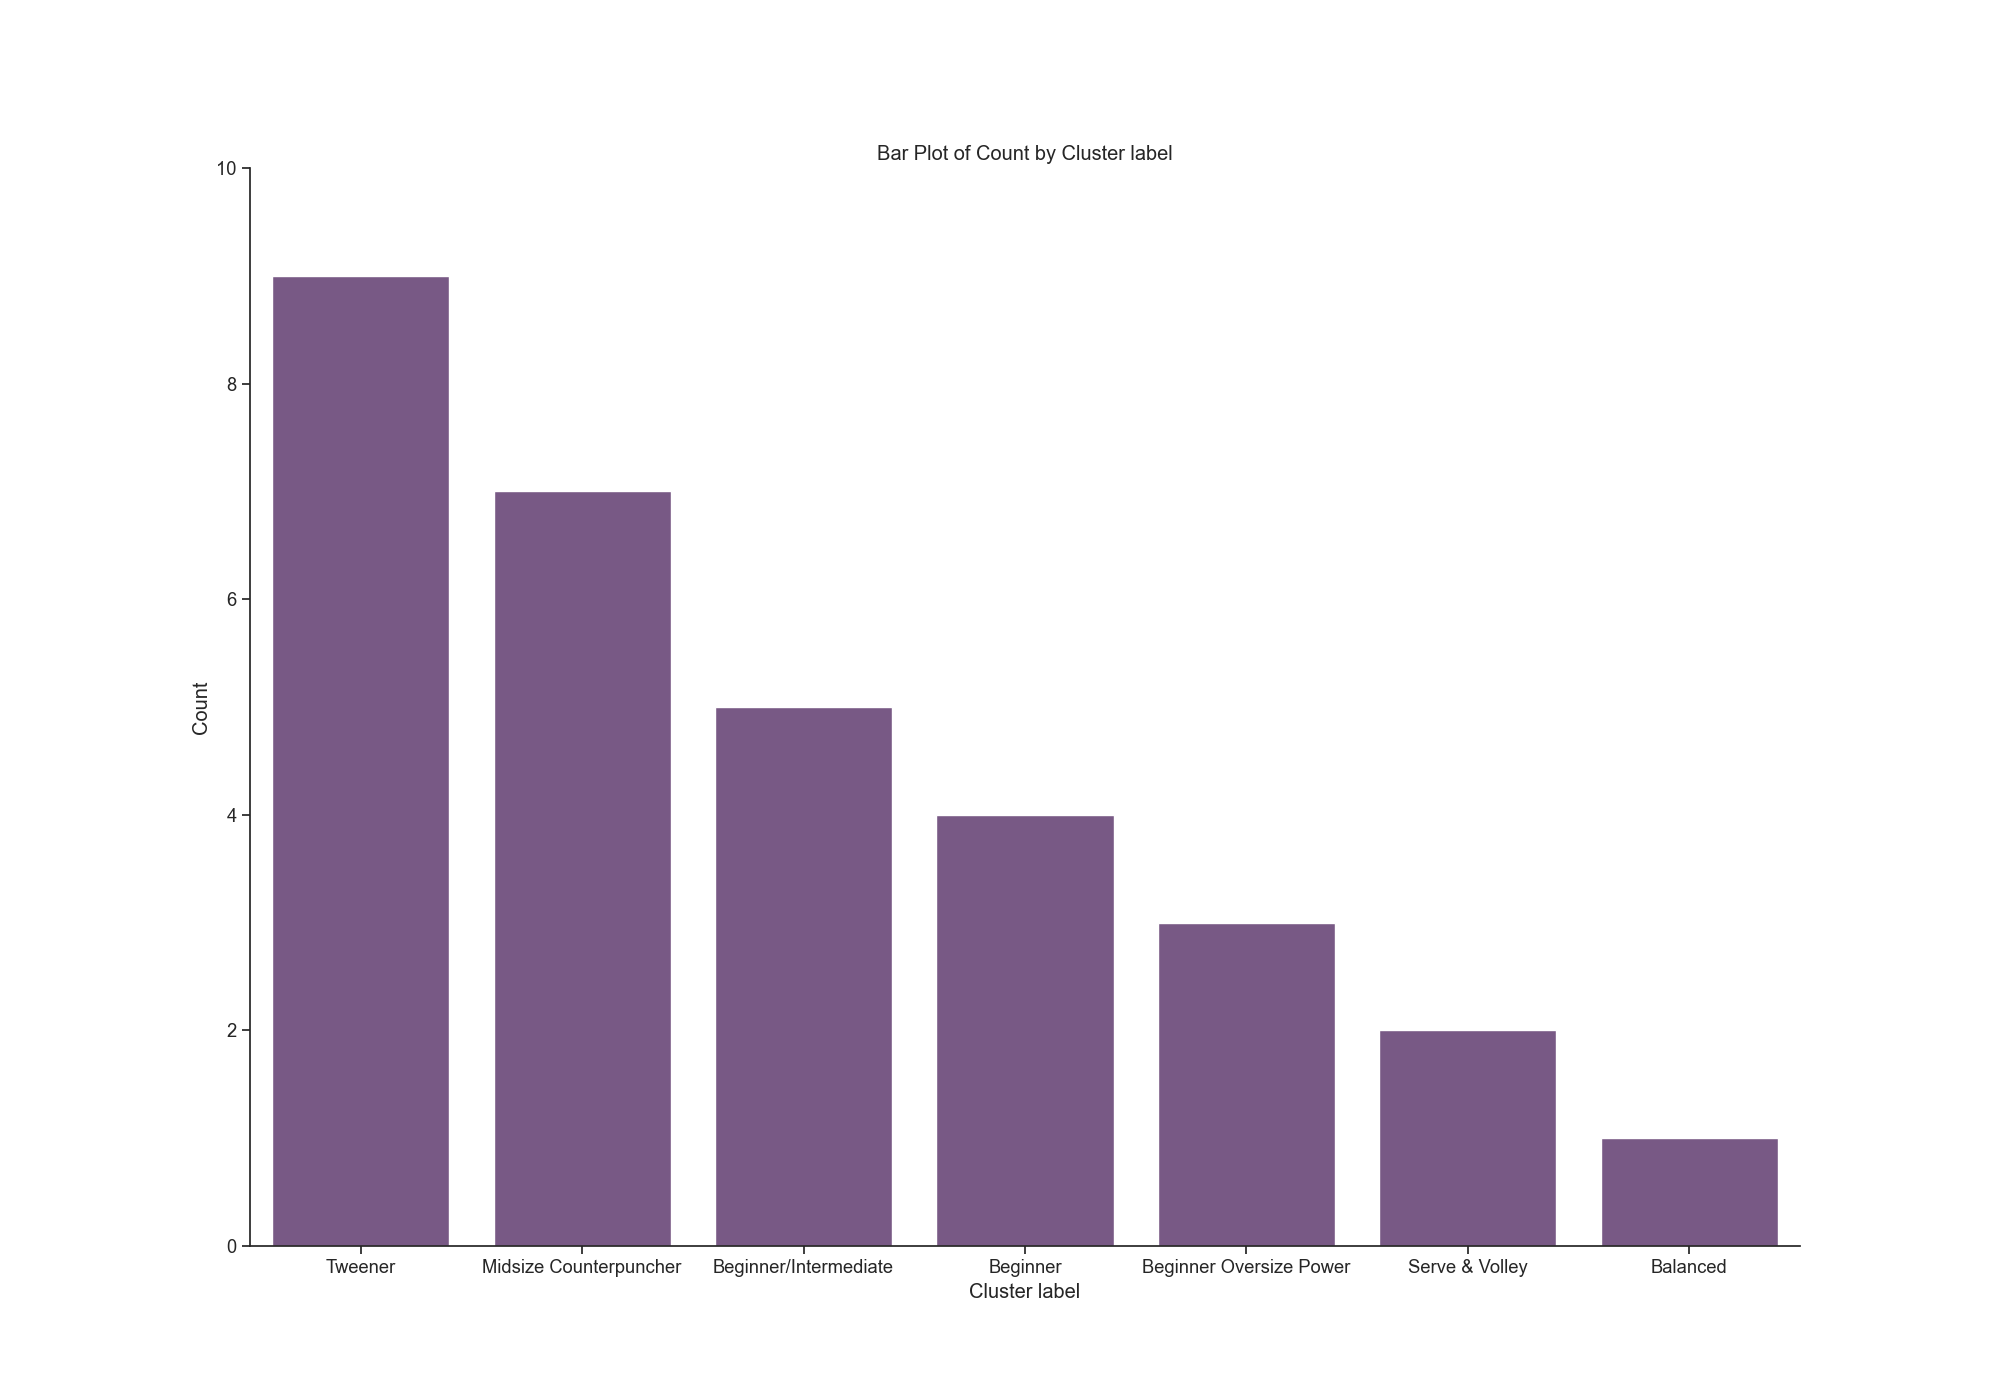 Bar Plot of Count by Cluster label
10
8
6
4
2
0
Count
Tweener Midsize Counterpuncher Beginner/Intermediate Beginner Beginner Oversize Power Serve & Volley Balanced
Cluster label